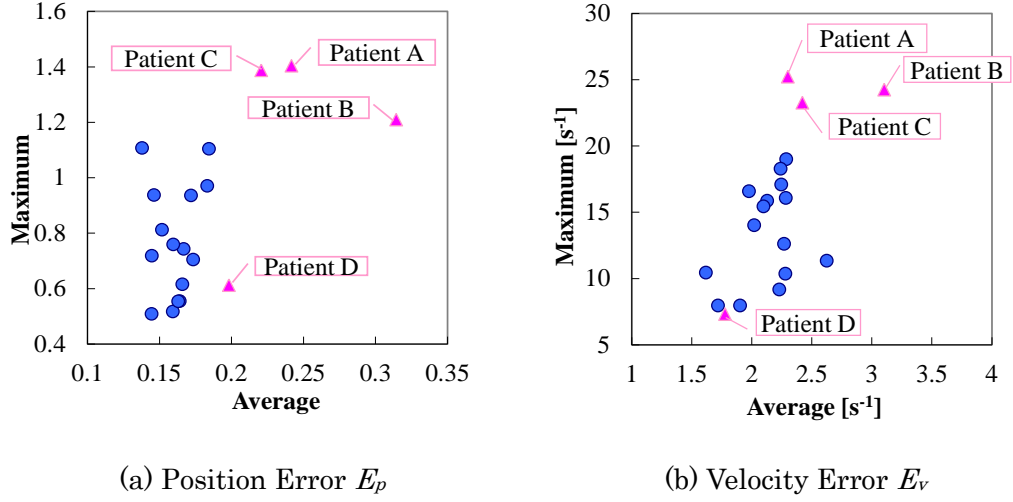 1.6
1.4
1.2
1
0.8
0.6
0.4
Maximum
Patient C
Patient A
Patient B
Patient D
0.1
0.15
0.2
0.25
0.3
0.35
Average
(a) Position Error Eₚ
30
25
20
15
10
5
Maximum [s⁻¹]
Patient A
Patient B
Patient C
Patient D
1
1.5
2
2.5
3
3.5
4
Average [s⁻¹]
(b) Velocity Error Eᵥ